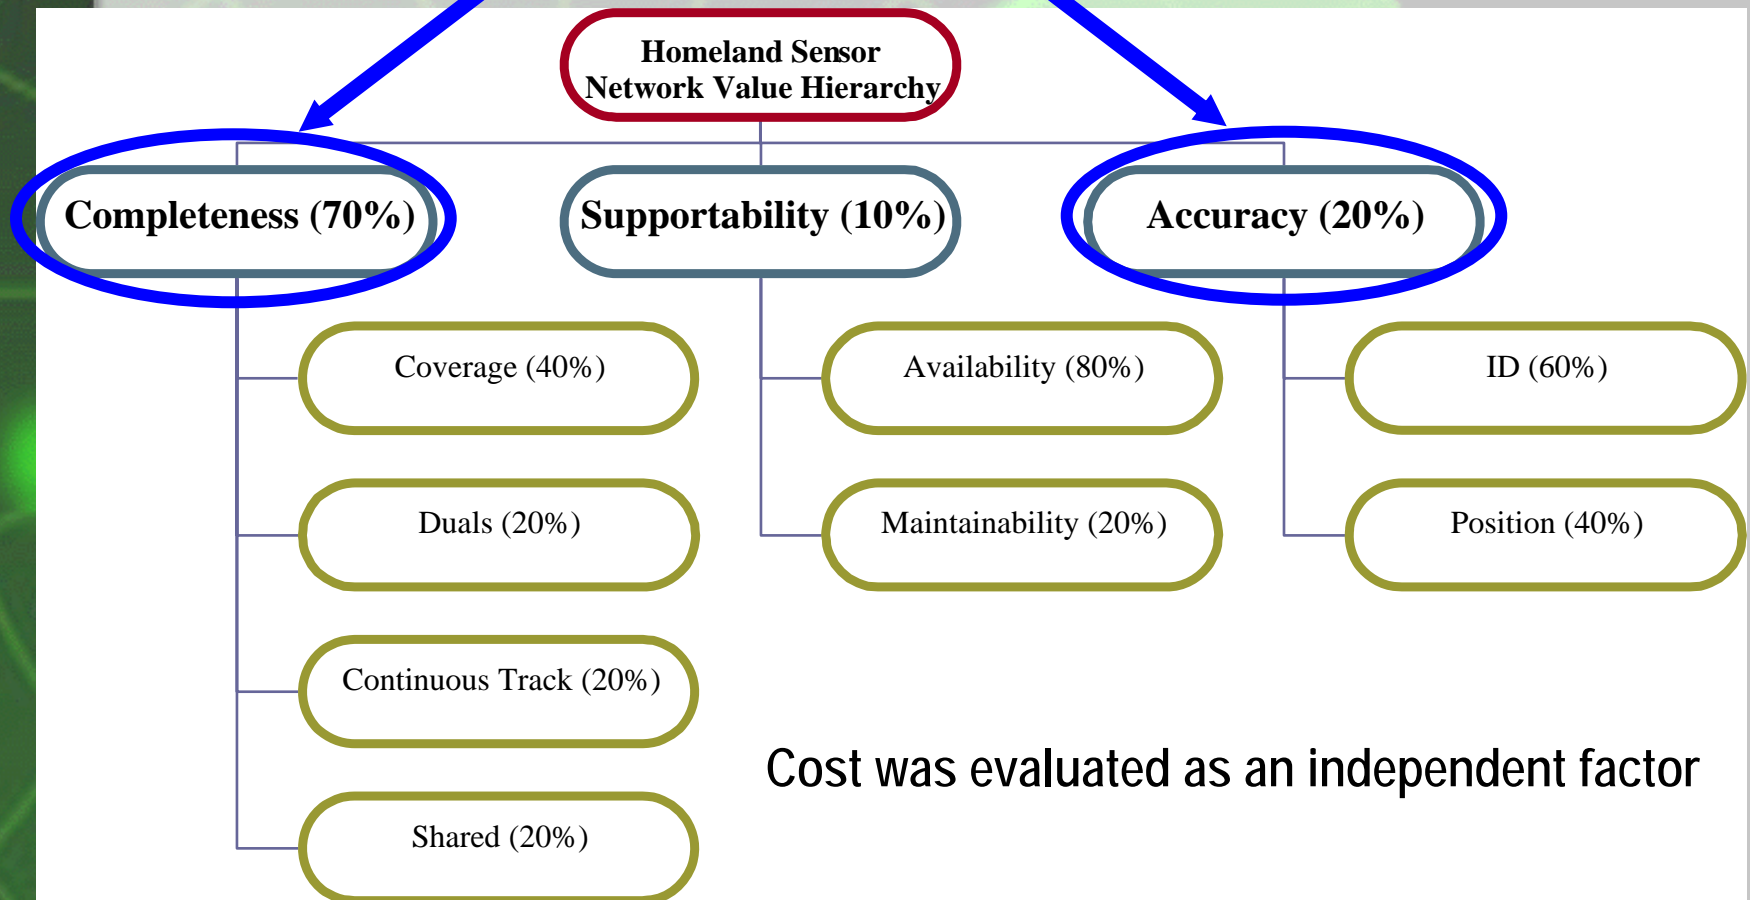 Homeland Sensor
Network Value Hierarchy
Completeness (70%)
Supportability (10%)
Accuracy (20%)
Coverage (40%)
Availability (80%)
ID (60%)
Duals (20%)
Maintainability (20%)
Position (40%)
Continuous Track (20%)
Cost was evaluated as an independent factor
Shared (20%)